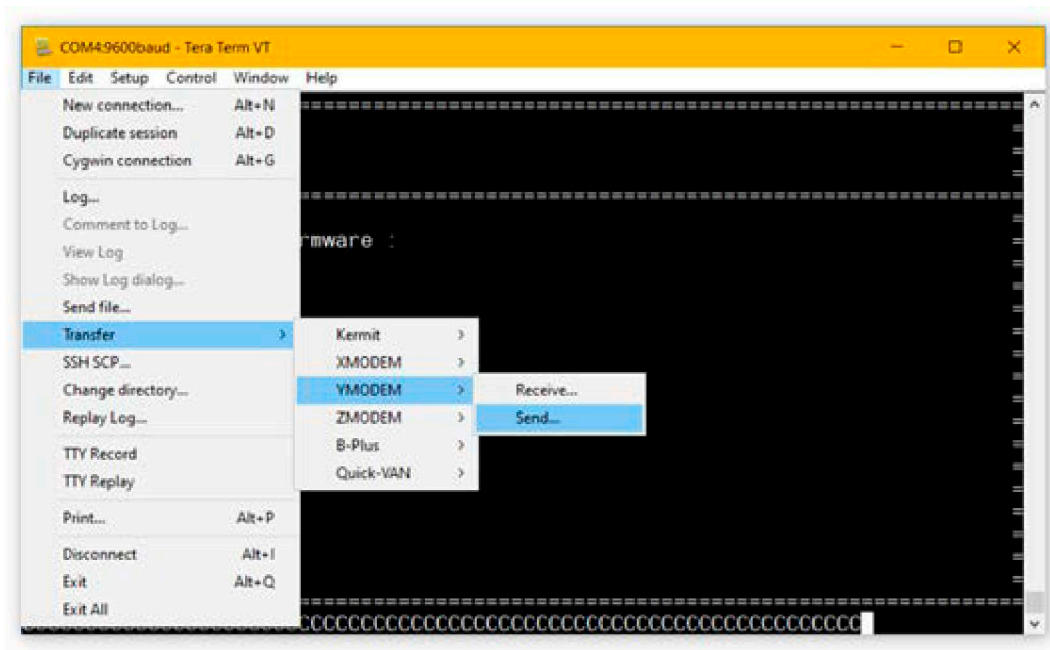 COM4:9600baud - Tera Term VT
File Edit Setup Control Window Help
New connection... Alt+N
Duplicate session Alt+D
Cygwin connection Alt+G
Log...
Comment to Log...
View Log
Show Log dialog...
rmware :
Send file...
Transfer
SSH SCP...
Change directory...
Replay Log...
TTY Record
TTY Replay
Print... Alt+P
Disconnect Alt+I
Exit Alt+Q
Exit All
Kermit
XMODEM
YMODEM
ZMODEM
B-Plus
Quick-VAN
Receive...
Send...